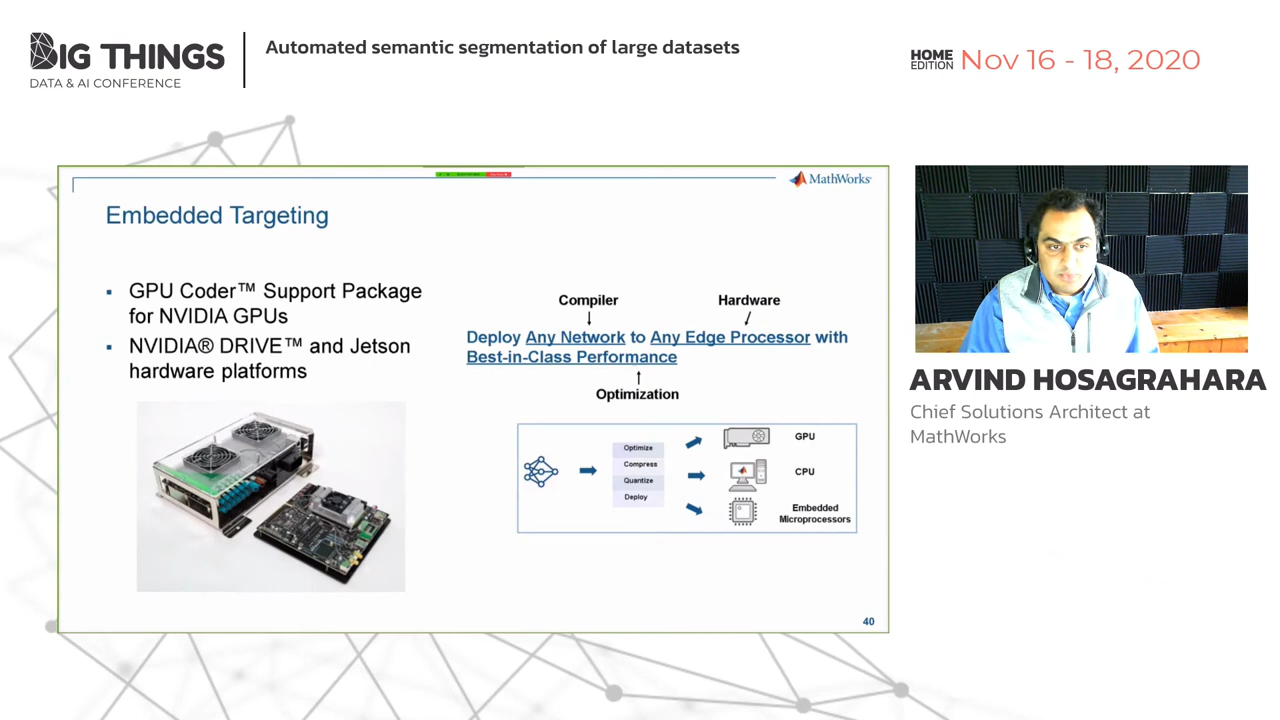 BIG THINGS
DATA & AI CONFERENCE
Automated semantic segmentation of large datasets
HOME
EDITION
Nov 16 - 18, 2020
MathWorks®
Embedded Targeting
▪ GPU Coder™ Support Package
for NVIDIA GPUs
▪ NVIDIA® DRIVE™ and Jetson
hardware platforms
Compiler
Hardware
Deploy Any Network to Any Edge Processor with
Best-in-Class Performance
Optimization
Optimize
Compress
Quantize
Deploy
GPU
CPU
Embedded
Microprocessors
40
ARVIND HOSAGRAHARA
Chief Solutions Architect at
MathWorks